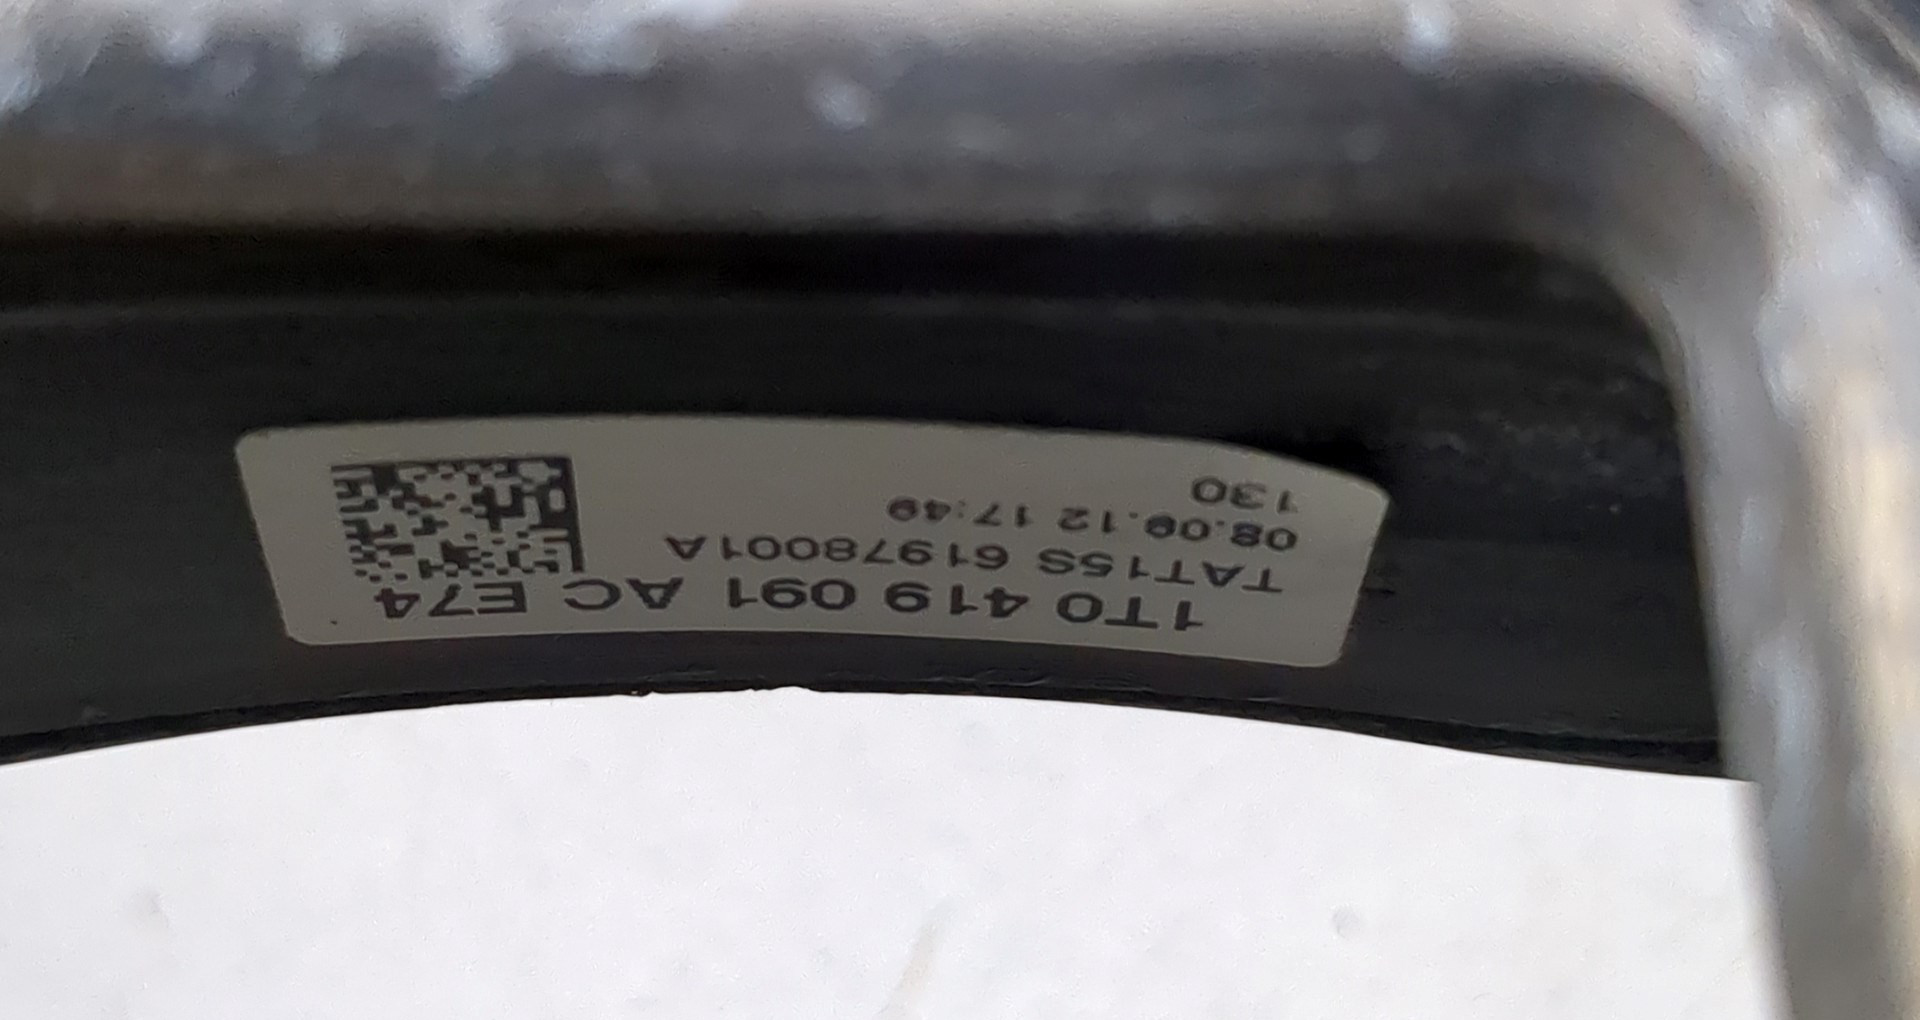 1T0 419 091 AC E74
TAT15S 61978001A
08.09.12 17:49
130